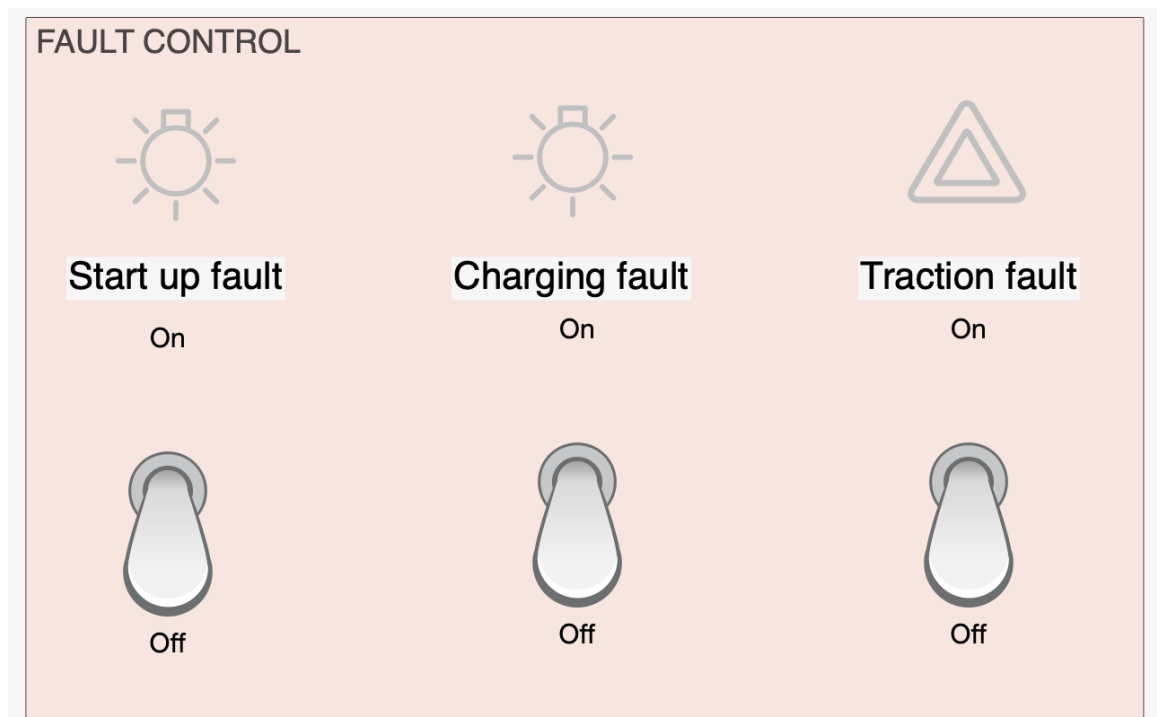 FAULT CONTROL
Start up fault
Charging fault
Traction fault
On
On
On
Off
Off
Off